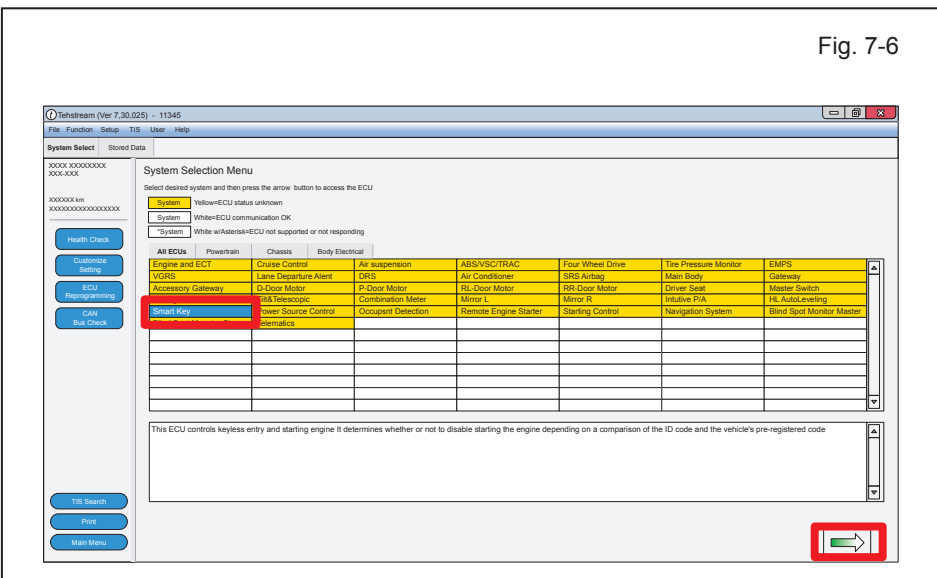 Fig. 7-6
Tehstream (Ver 7,30,025) - 11345
File Function Setup TIS User Help
System Select Stored Data
XXXX XXXXXXXX
XXX-XXX
XXXXXX km
XXXXXXXXXXXXXXXXX
Health Check
Customize
Setting
ECU
Reprogramming
CAN
Bus Check
TIS Search
Print
Main Menu
System Selection Menu
Select desired system and then press the arrow button to access the ECU
System Yellow=ECU status unknown
System White=ECU communication OK
*System White w/Asterisk=ECU not supported or not responding
All ECUs Powertrain Chassis Body Electrical
Engine and ECT Cruise Control Air suspension ABS/VSC/TRAC Four Wheel Drive Tire Pressure Monitor EMPS
VGRS Lane Departure Alent DRS Air Conditioner SRS Airbag Main Body Gateway
Accessory Gateway D-Door Motor P-Door Motor RL-Door Motor RR-Door Motor Driver Seat Master Switch
Tilt&Telescopic Combination Meter Mirror L Mirror R Intutive P/A HL AutoLeveling
Smart Key Power Source Control Occupsnt Detection Remote Engine Starter Starting Control Navigation System Blind Spot Monitor Master
Telematics
This ECU controls keyless entry and starting engine It determines whether or not to disable starting the engine depending on a comparison of the ID code and the vehicle's pre-registered code